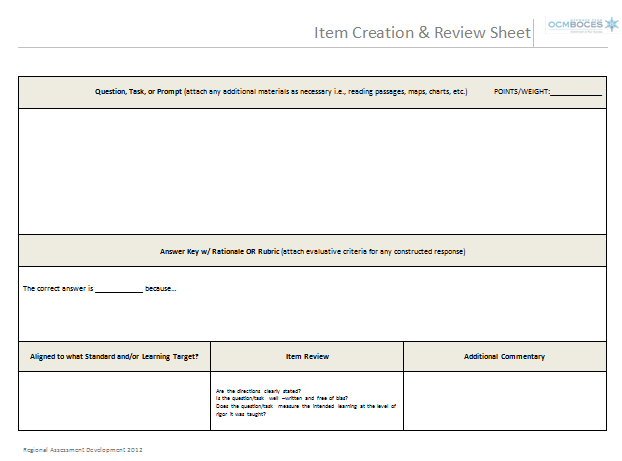 Item Creation & Review Sheet
OCMBOCES
Question, Task, or Prompt (attach any additional materials as necessary i.e., reading passages, maps, charts, etc.) POINTS/WEIGHT:_____________
Answer Key w/ Rationale OR Rubric (attach evaluative criteria for any constructed response)
The correct answer is ____________ because…
Aligned to what Standard and/or Learning Target?
Item Review
Additional Commentary
Are the directions clearly stated?
Is the question/task well –written and free of bias?
Does the question/task measure the intended learning at the level of
rigor it was taught?
Regional Assessment Development 2012